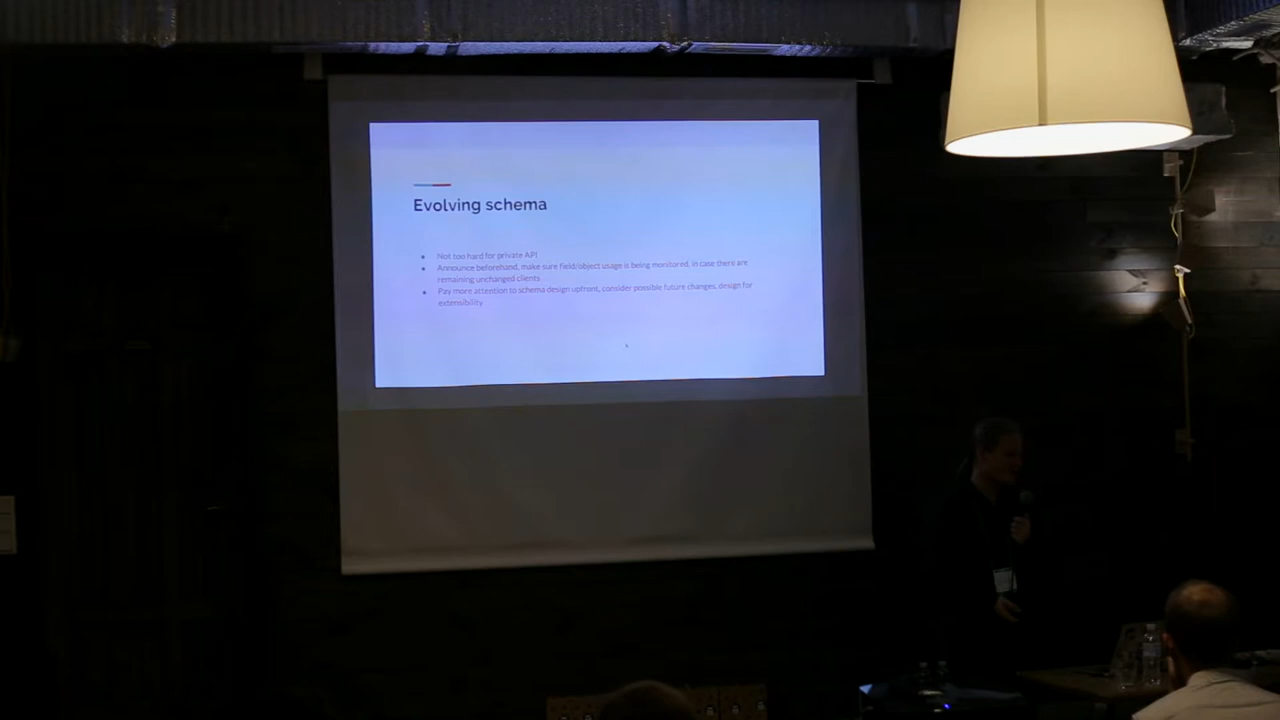 Evolving schema
Not too hard for private API
Announce beforehand, make sure field/object usage is being monitored, in case there are
remaining unchanged clients
Pay more attention to schema design upfront, consider possible future changes, design for
extensibility